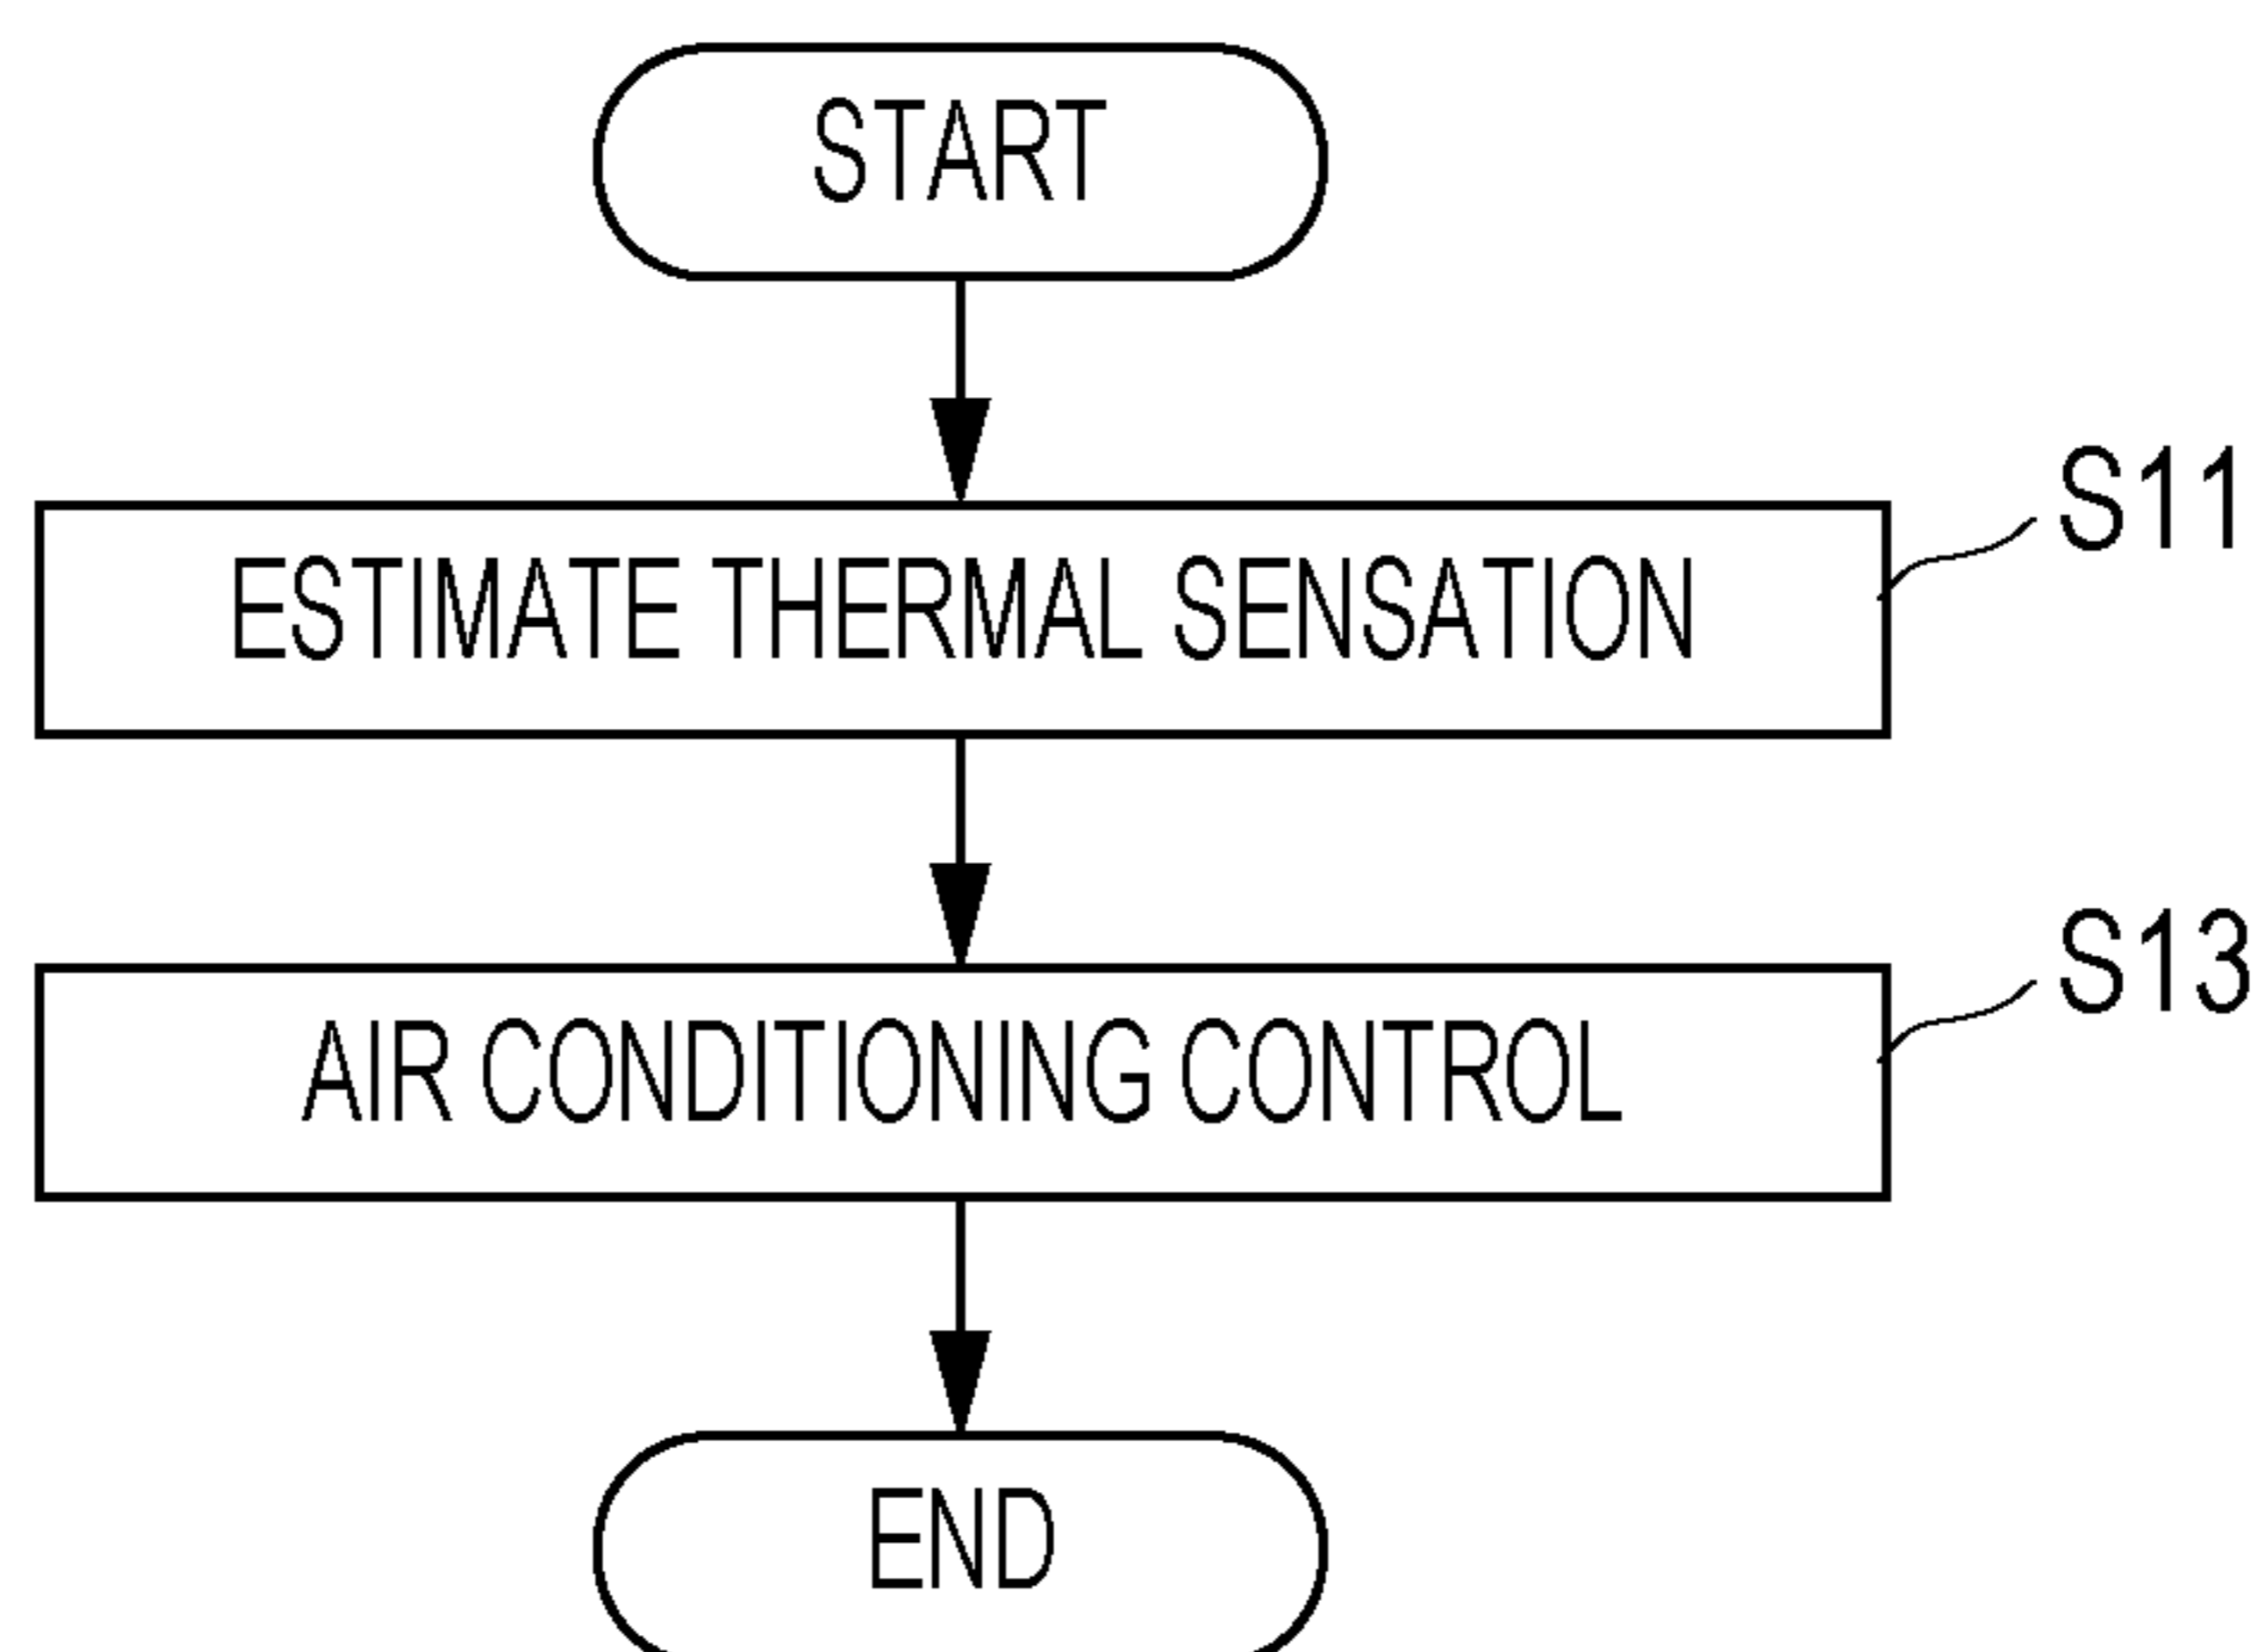 START
S11
ESTIMATE THERMAL SENSATION
S13
AIR CONDITIONING CONTROL
END